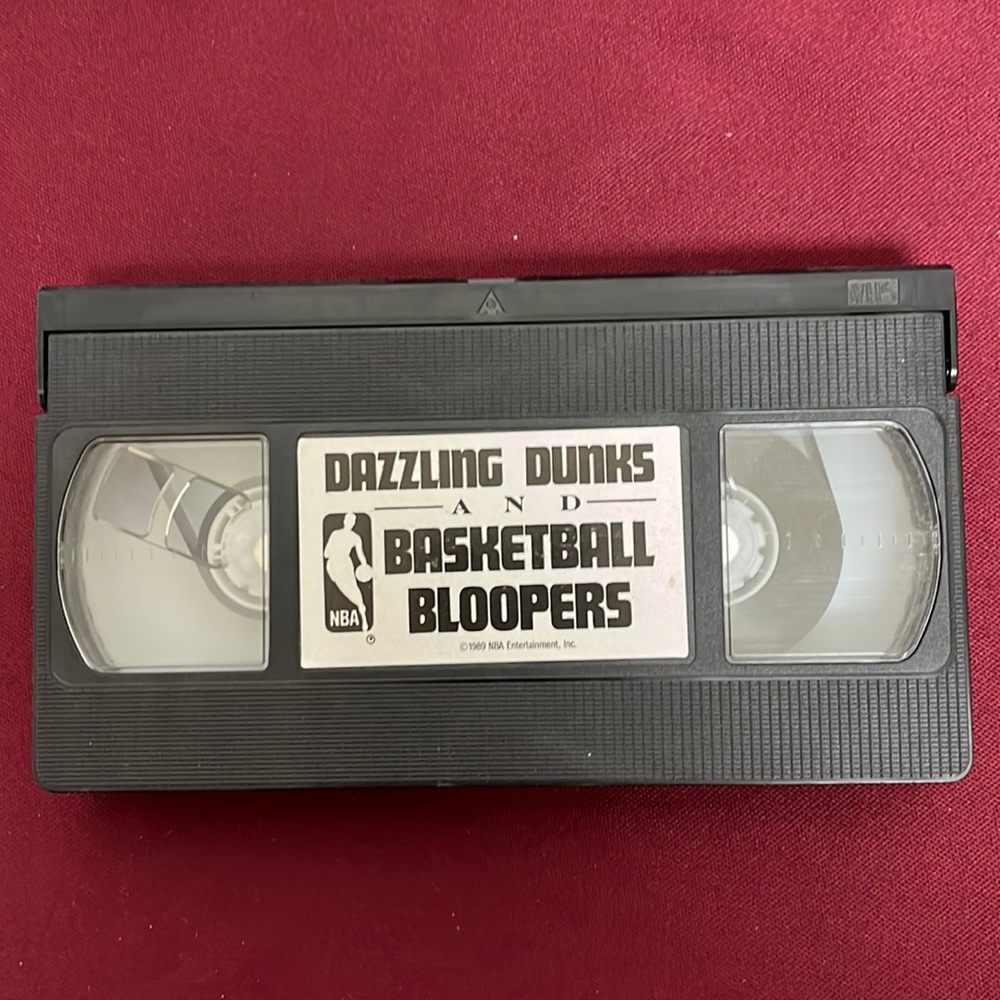 VHS
DAZZLING DUNKS
AND
BASKETBALL
BLOOPERS
NBA
©1989 NBA Entertainment, Inc.